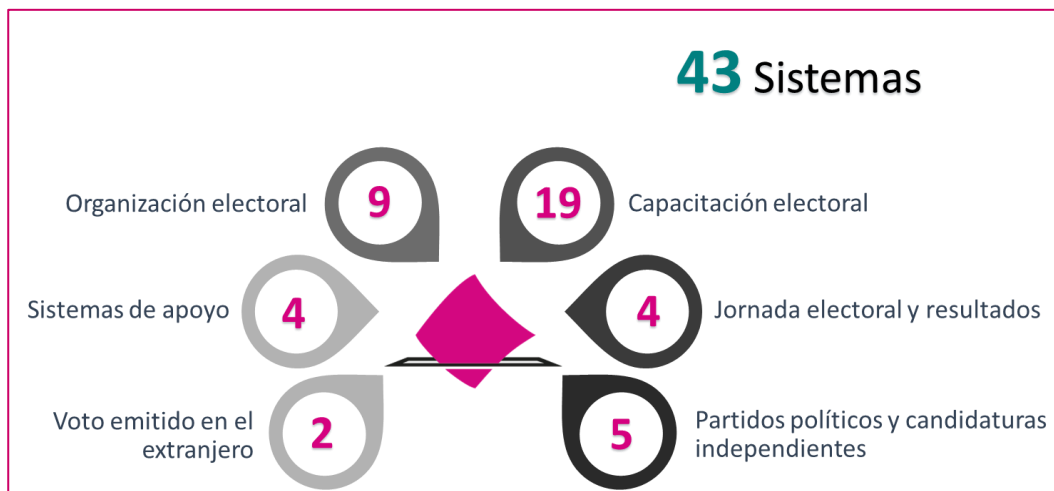 43 Sistemas
Organización electoral
9
19
Capacitación electoral
Sistemas de apoyo
4
4
Jornada electoral y resultados
Voto emitido en el
extranjero
2
5
Partidos políticos y candidaturas
independientes